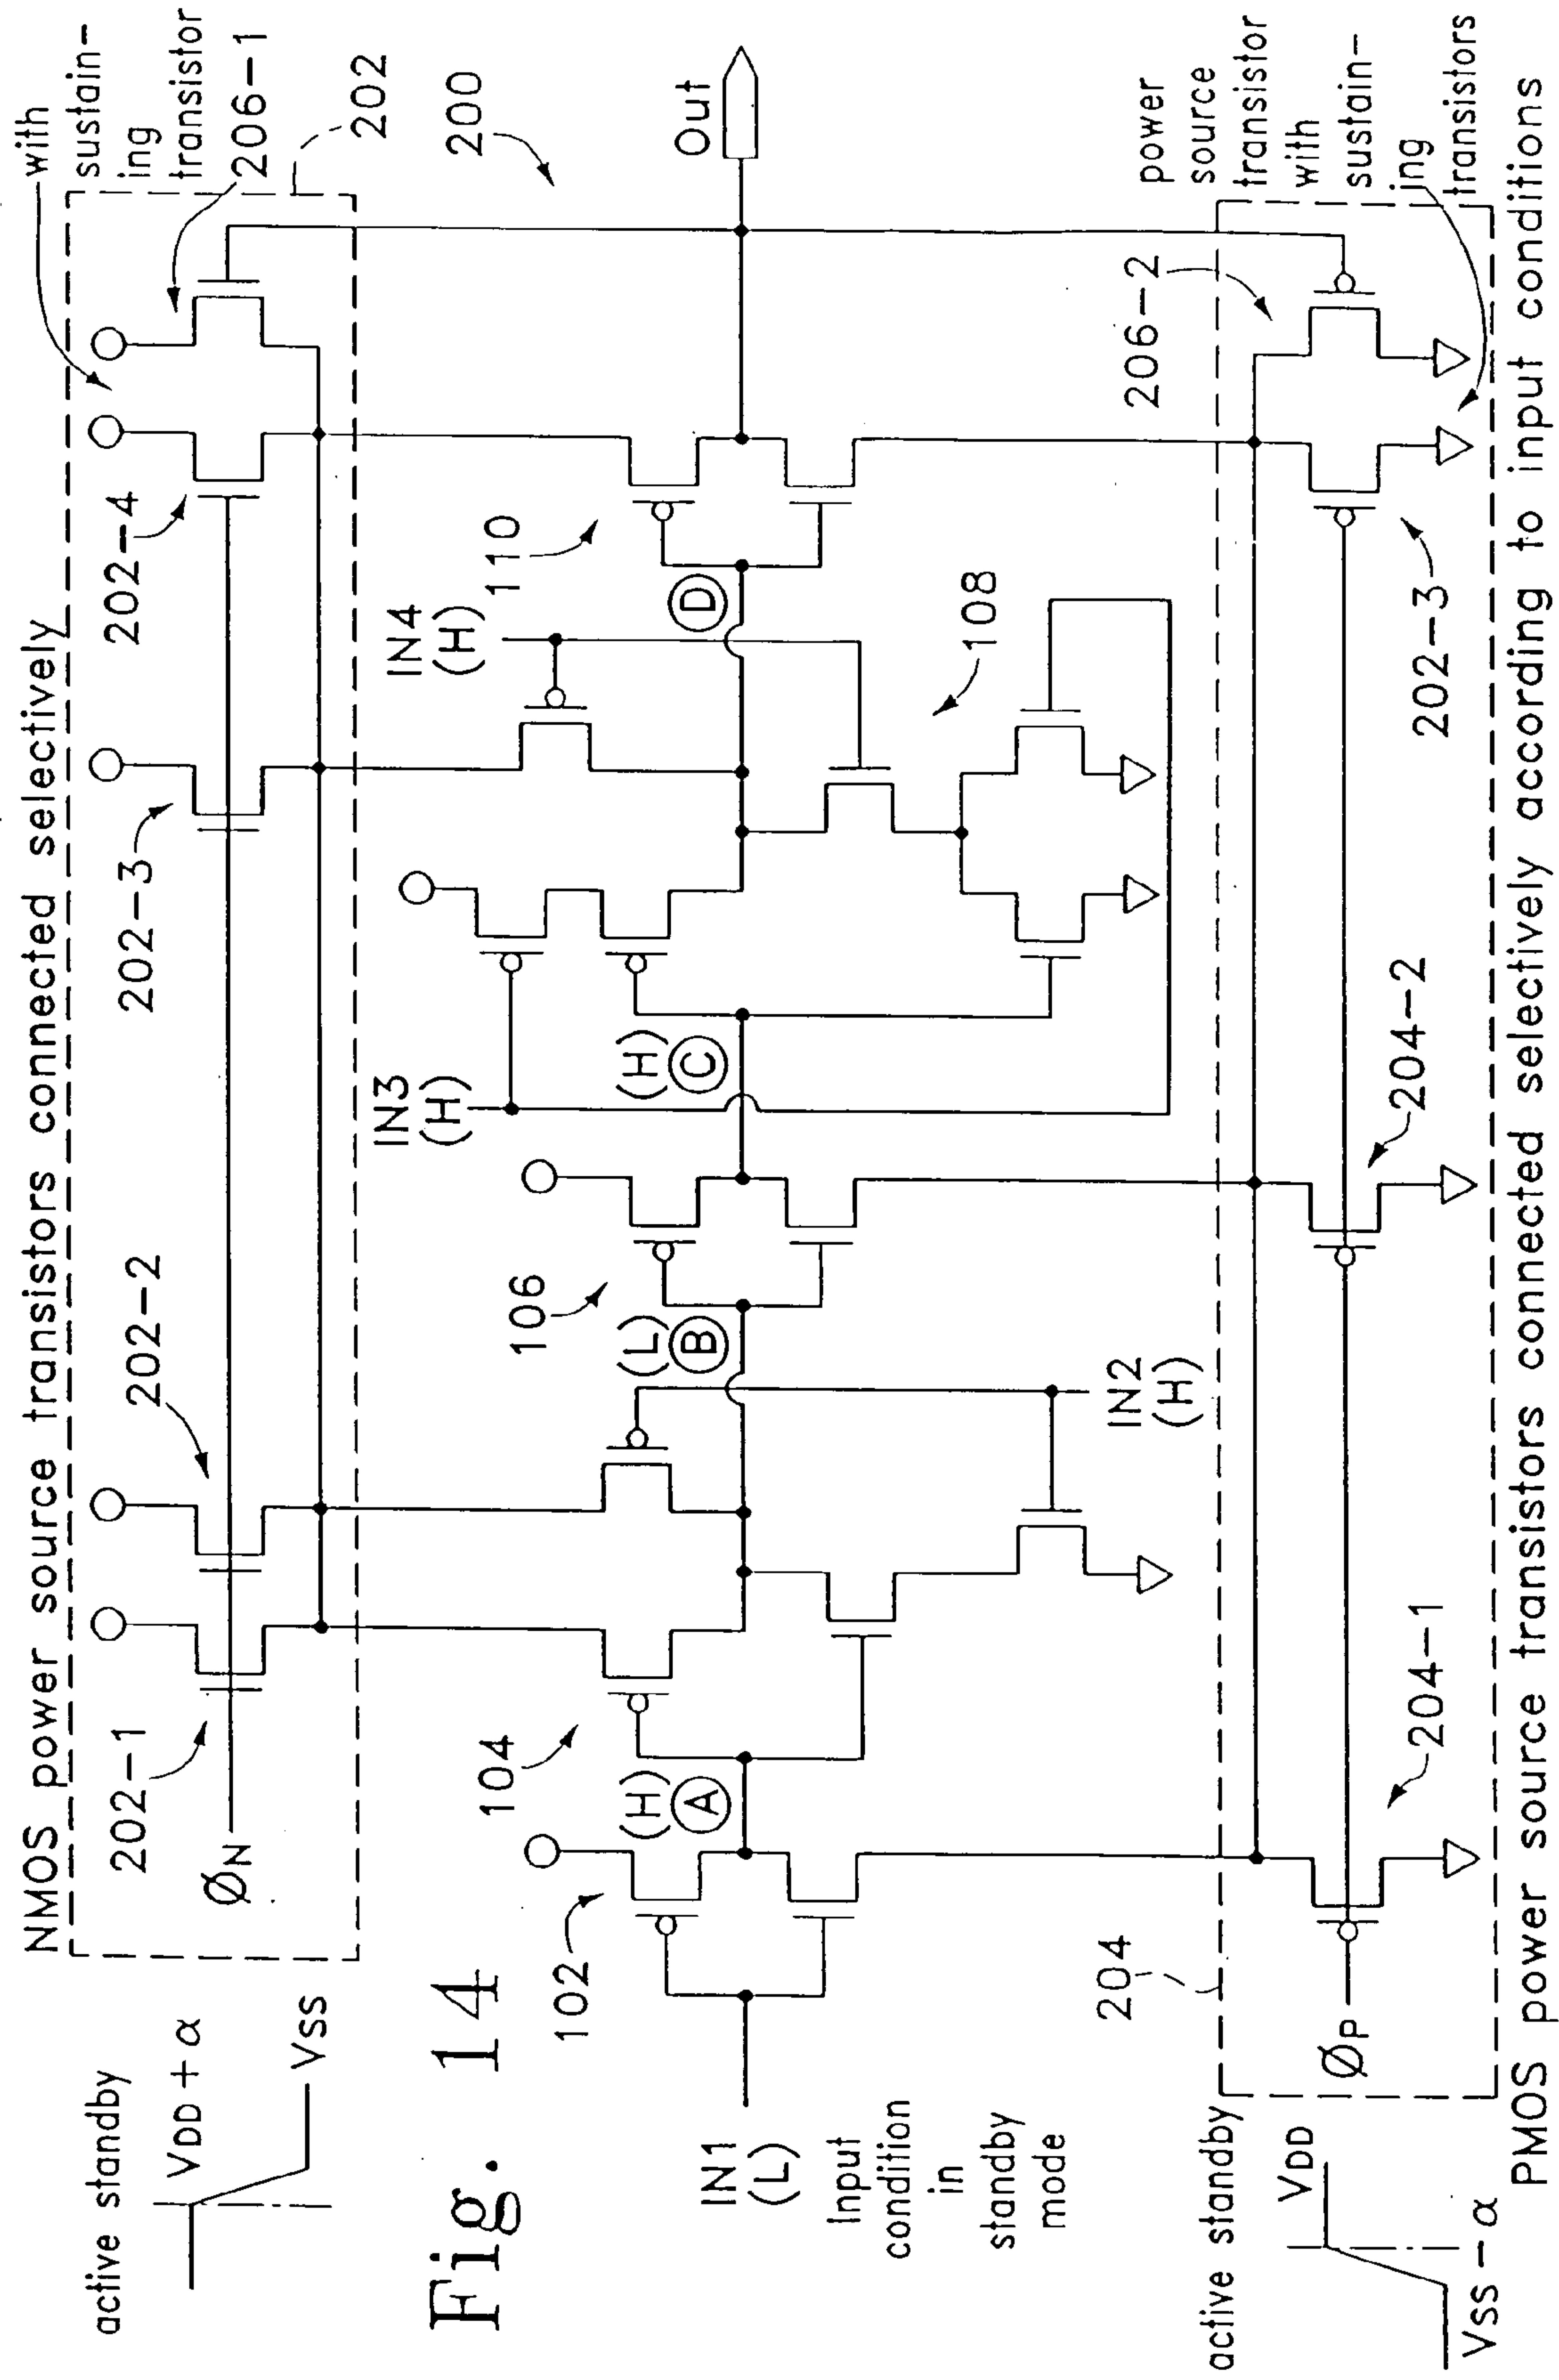 NMOS power source transistors connected selectively
with
sustain-
ing
transistor
206-1
202
200
active standby
VDD + α
VSS
ØN
202-1
202-2
202-3
202-4
Fig. 14
102
104
106
108
110
IN1
(L)
Input
condition
in
standby
mode
(H)
A
(L)
B
IN2
(H)
(H)
C
IN3
(H)
IN4
(H)
D
Out
power
source
transistor
with
sustain-
ing
transistors
206-2
204
ØP
204-1
204-2
202-3
active standby
VDD
VSS - α
PMOS power source transistors connected selectively according to input conditions